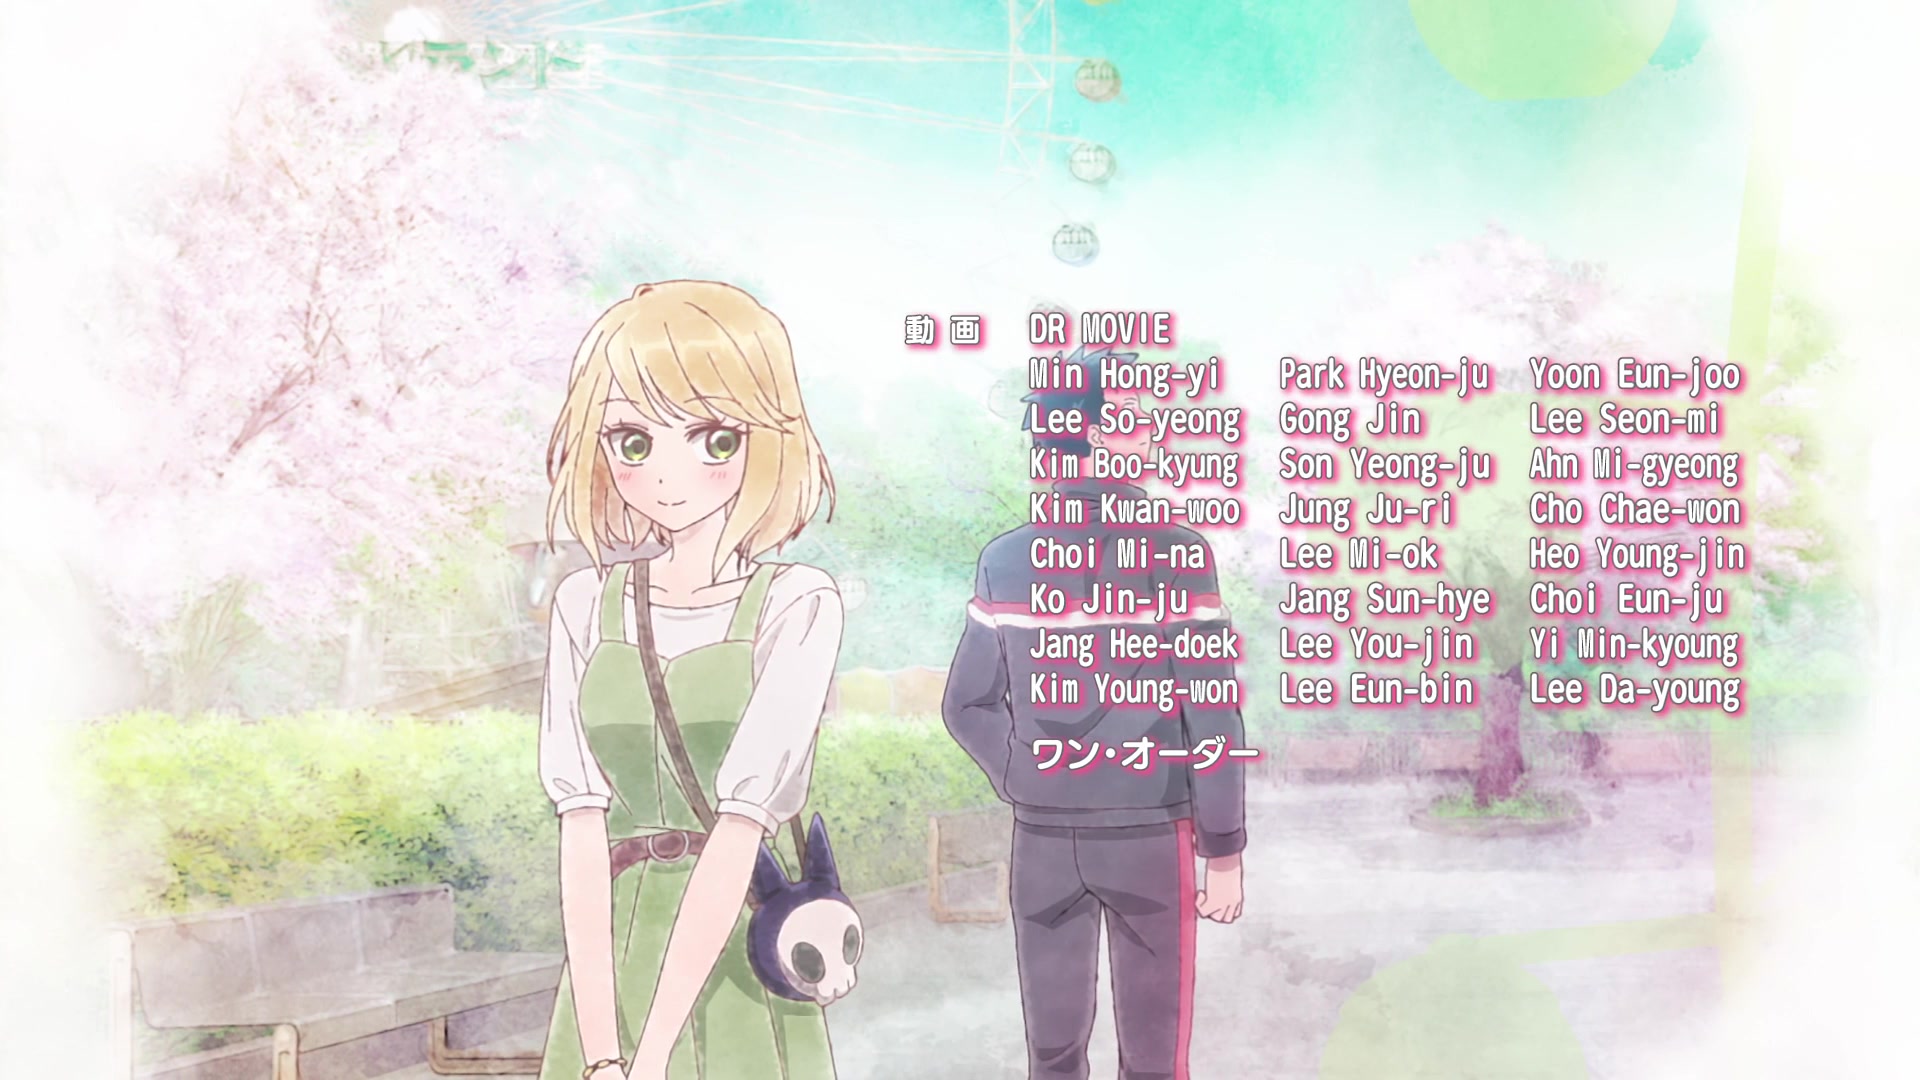 動画 DR MOVIE
Min Hong-yi Park Hyeon-ju Yoon Eun-joo
Lee So-yeong Gong Jin Lee Seon-mi
Kim Boo-kyung Son Yeong-ju Ahn Mi-gyeong
Kim Kwan-woo Jung Ju-ri Cho Chae-won
Choi Mi-na Lee Mi-ok Heo Young-jin
Ko Jin-ju Jang Sun-hye Choi Eun-ju
Jang Hee-doek Lee You-jin Yi Min-kyoung
Kim Young-won Lee Eun-bin Lee Da-young
ワン・オーダー